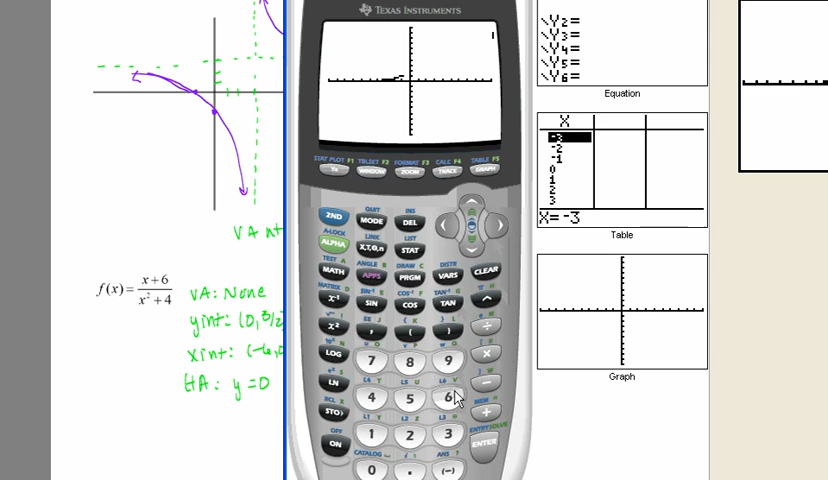 TEXAS INSTRUMENTS
\Y2=
\Y3=
\Y4=
\Y5=
\Y6=
Equation
X
-3
-2
-1
0
1
2
3
X=-3
Table
Graph
STAT PLOT F1 TBLSET F2 FORMAT F3 CALC F4 TABLE F5
Y= WINDOW ZOOM TRACE GRAPH
QUIT INS
2ND MODE DEL
A-LOCK LINK LIST
ALPHA X,T,θ,n STAT
TEST A ANGLE B DRAW C DISTR
MATH APPS PRGM VARS CLEAR
MATRIX D SIN-1 E COS-1 F TAN-1 G π H
x-1 SIN COS TAN ^
√ I EE J { K } L e M
x2 , ( ) ÷
10x N u O v P w Q [ R
LOG 7 8 9 ×
ex S L4 T L5 U L6 V ] W
LN 4 5 6 −
RCL X L1 Y L2 Z L3 θ MEM "
STO› 1 2 3 +
OFF CATALOG i : ANS ? ENTRY SOLVE
ON 0 . (-) ENTER
VA nt
f(x) = x+6 / x²+4
VA: None
yint: (0, 3/2)
xint: (-6,0
HA: y=0